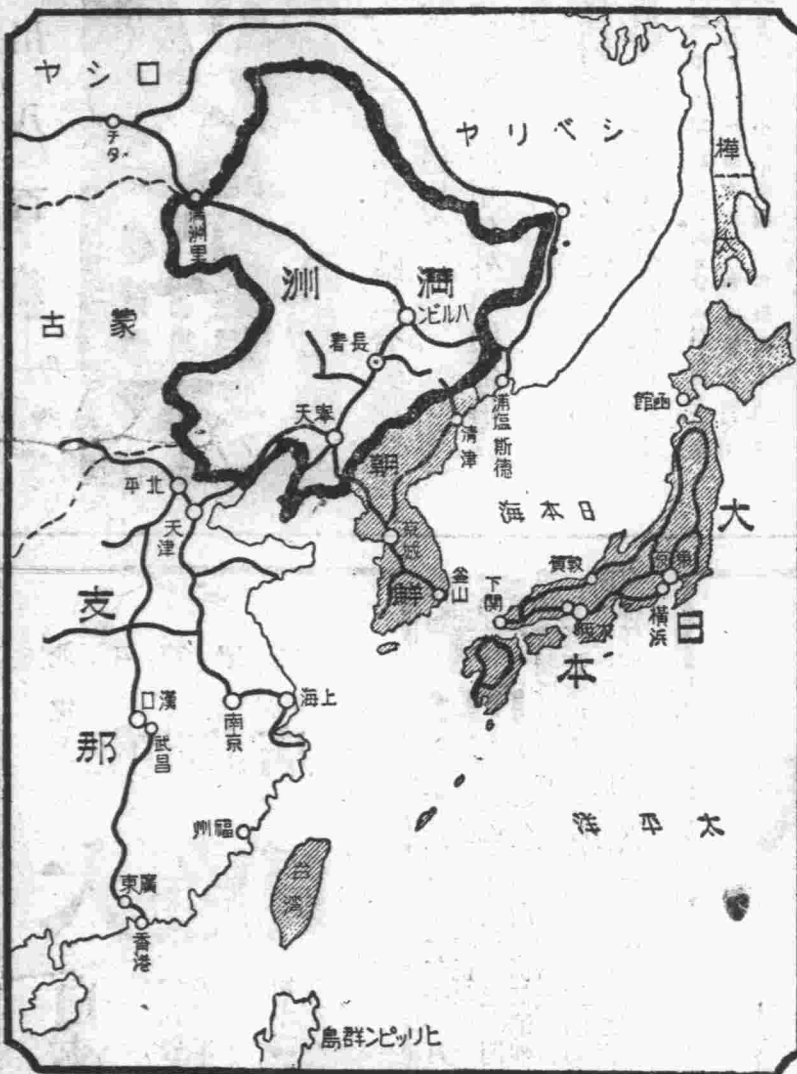 ロシヤ
シベリヤ
チタ
樺
満洲里
満洲
蒙古
ハルビン
長春
奉天
浦塩斯徳
清津
函館
朝鮮
京城
釜山
北平
天津
日本海
大日本
敦賀
下関
東京
横浜
支那
漢口
武昌
南京
上海
福州
太平洋
廣東
香港
台湾
ヒリッピン群島